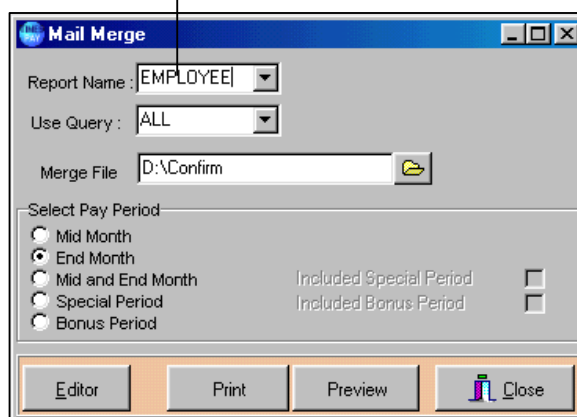 Mail Merge
Report Name : EMPLOYEE
Use Query : ALL
Merge File D:\Confirm
Select Pay Period
Mid Month
End Month
Mid and End Month Included Special Period
Special Period Included Bonus Period
Bonus Period
Editor Print Preview Close